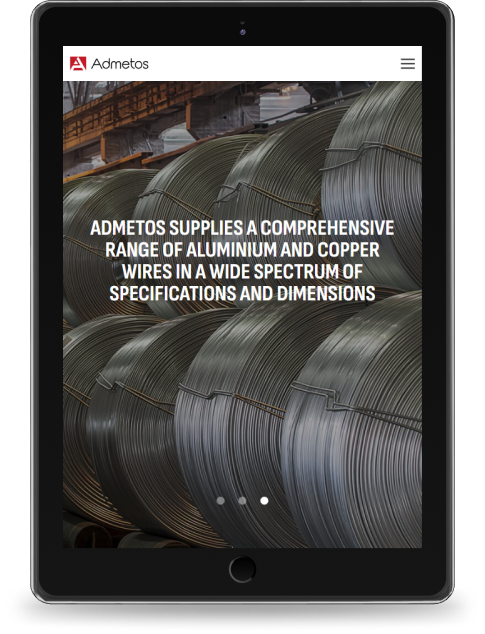 Admetos
ADMETOS SUPPLIES A COMPREHENSIVE
RANGE OF ALUMINIUM AND COPPER
WIRES IN A WIDE SPECTRUM OF
SPECIFICATIONS AND DIMENSIONS